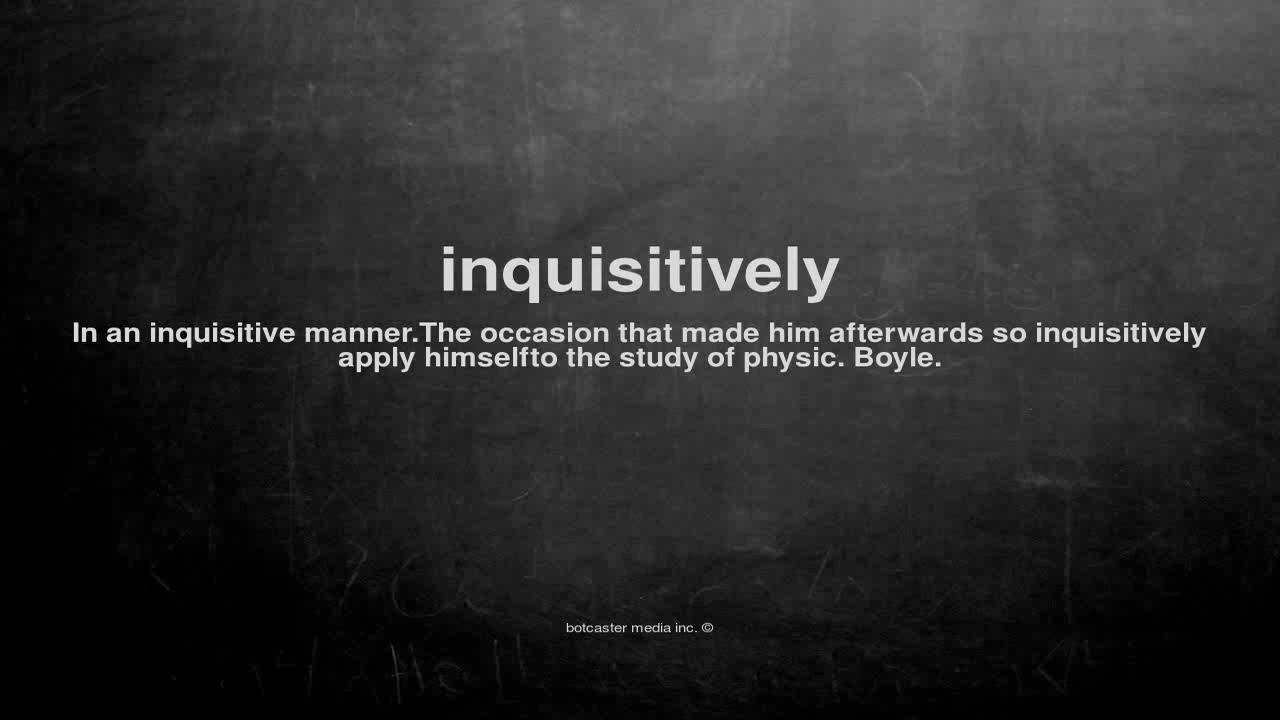 inquisitively
In an inquisitive manner.The occasion that made him afterwards so inquisitively
apply himselfto the study of physic. Boyle.
botcaster media inc. ©